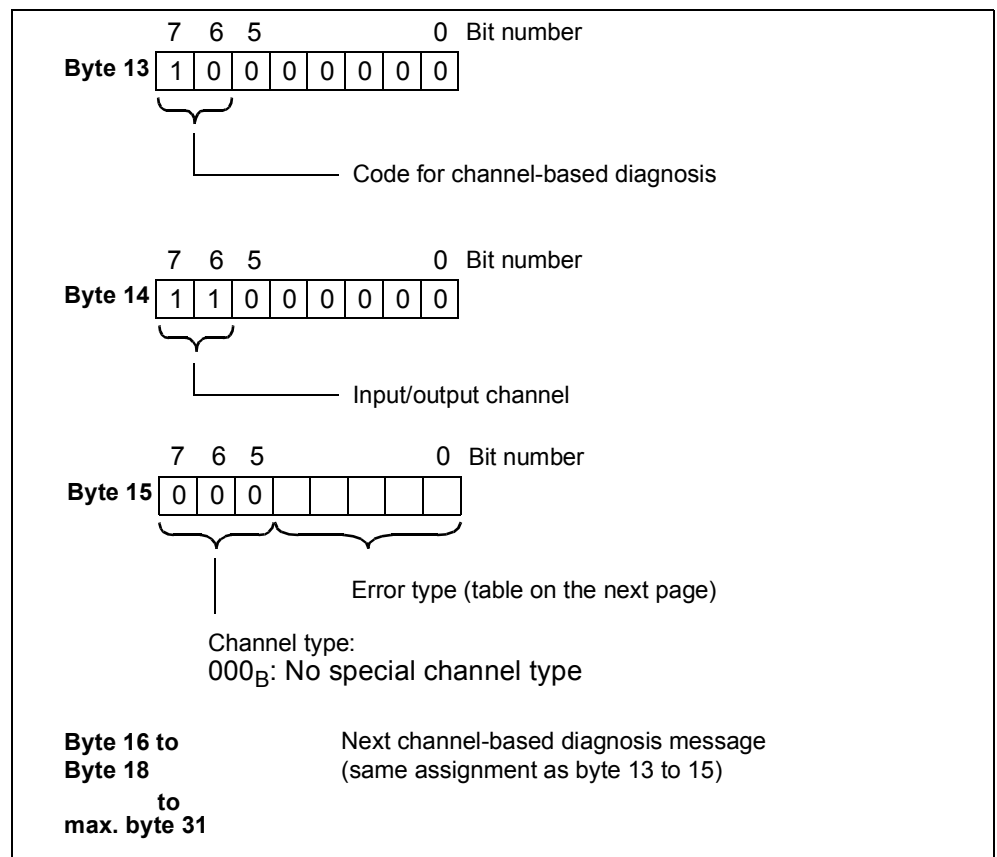 7 6 5 0 Bit number
Byte 13 1 0 0 0 0 0 0 0
Code for channel-based diagnosis
7 6 5 0 Bit number
Byte 14 1 1 0 0 0 0 0 0
Input/output channel
7 6 5 0 Bit number
Byte 15 0 0 0
Error type (table on the next page)
Channel type:
000B: No special channel type
Byte 16 to Next channel-based diagnosis message
Byte 18 (same assignment as byte 13 to 15)
to
max. byte 31